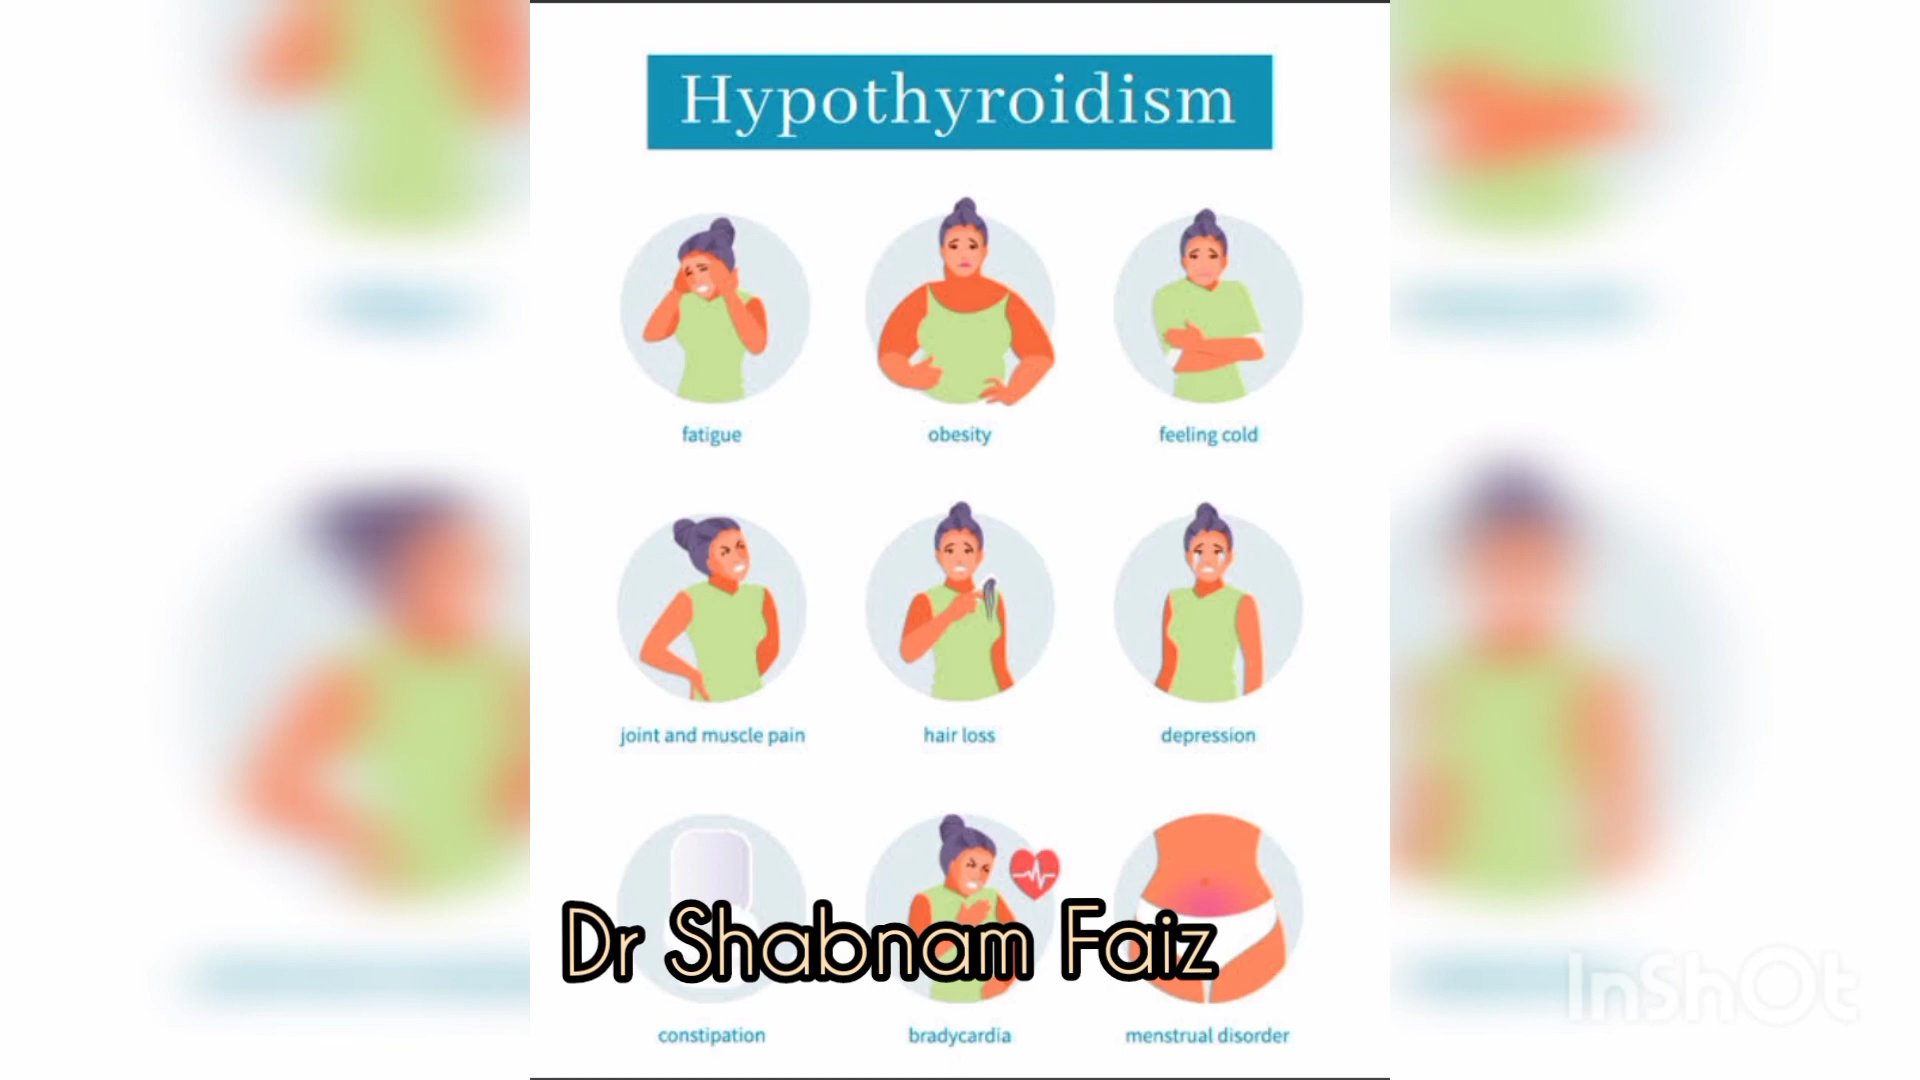 Hypothyroidism
fatigue
obesity
feeling cold
joint and muscle pain
hair loss
depression
Dr Shabnam Faiz
constipation
bradycardia
menstrual disorder
InShOt